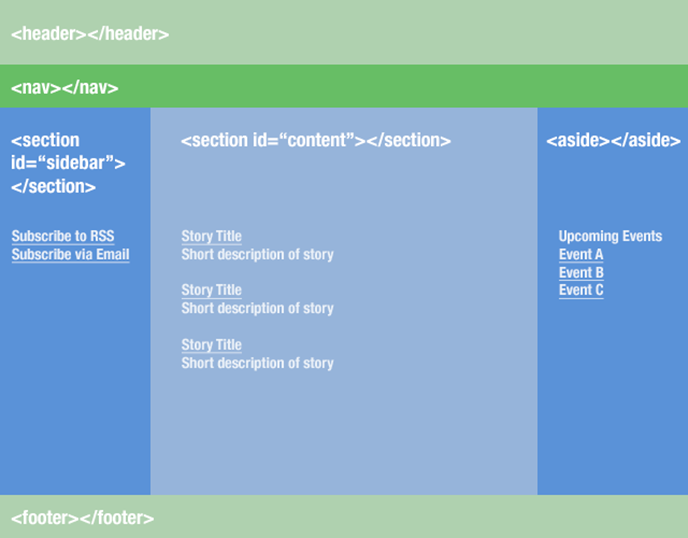 <header></header>
<nav></nav>
<section
id=“sidebar”>
</section>
Subscribe to RSS
Subscribe via Email
<section id=“content”></section>
Story Title
Short description of story
Story Title
Short description of story
Story Title
Short description of story
<aside></aside>
Upcoming Events
Event A
Event B
Event C
<footer></footer>